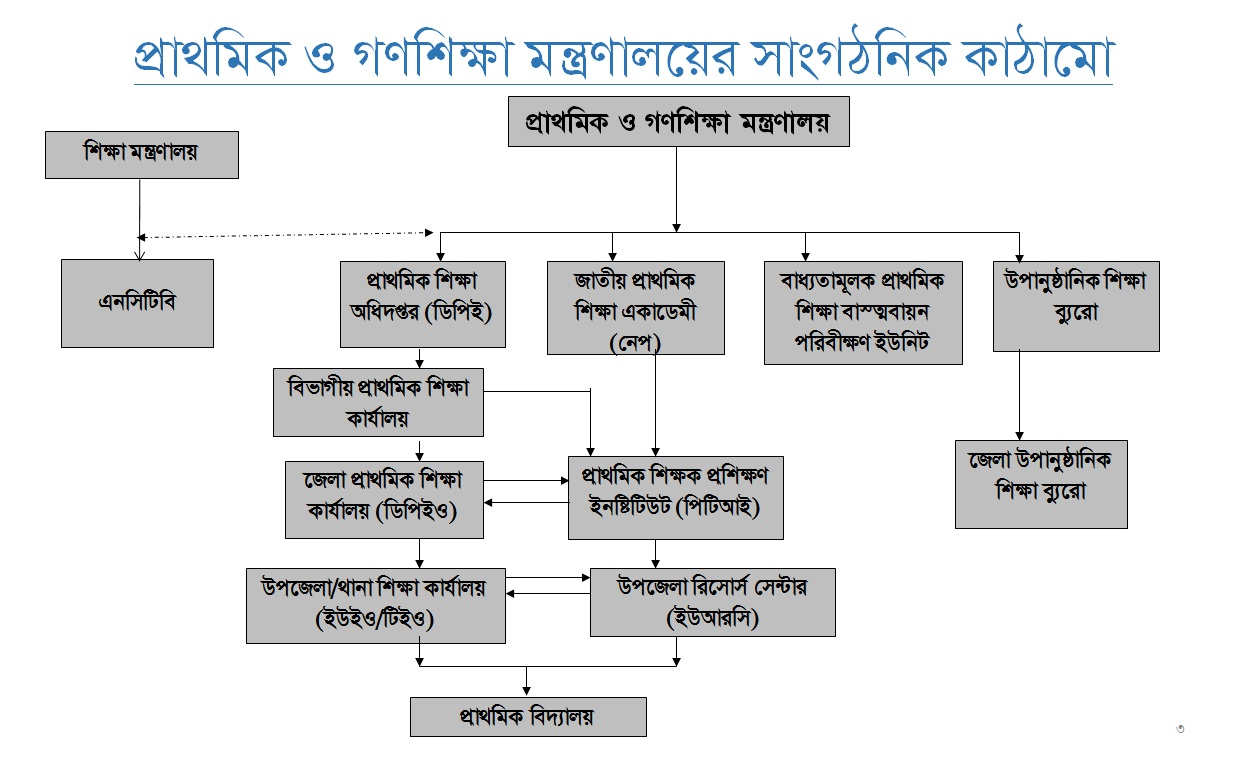 প্রাথমিক ও গণশিক্ষা মন্ত্রণালয়ের সাংগঠনিক কাঠামো
প্রাথমিক ও গণশিক্ষা মন্ত্রণালয়
শিক্ষা মন্ত্রণালয়
এনসিটিবি
প্রাথমিক শিক্ষা
অধিদপ্তর (ডিপিই)
জাতীয় প্রাথমিক
শিক্ষা একাডেমী
(নেপ)
বাধ্যতামূলক প্রাথমিক
শিক্ষা বাস্তুবায়ন
পরিবীক্ষণ ইউনিট
উপানুষ্ঠানিক শিক্ষা
ব্যুরো
বিভাগীয় প্রাথমিক শিক্ষা
কার্যালয়
জেলা প্রাথমিক শিক্ষা
কার্যালয় (ডিপিইও)
প্রাথমিক শিক্ষক প্রশিক্ষণ
ইনষ্টিটিউট (পিটিআই)
জেলা উপানুষ্ঠানিক
শিক্ষা ব্যুরো
উপজেলা/থানা শিক্ষা কার্যালয়
(ইউইও/টিইও)
উপজেলা রিসোর্স সেন্টার
(ইউআরসি)
প্রাথমিক বিদ্যালয়
৩